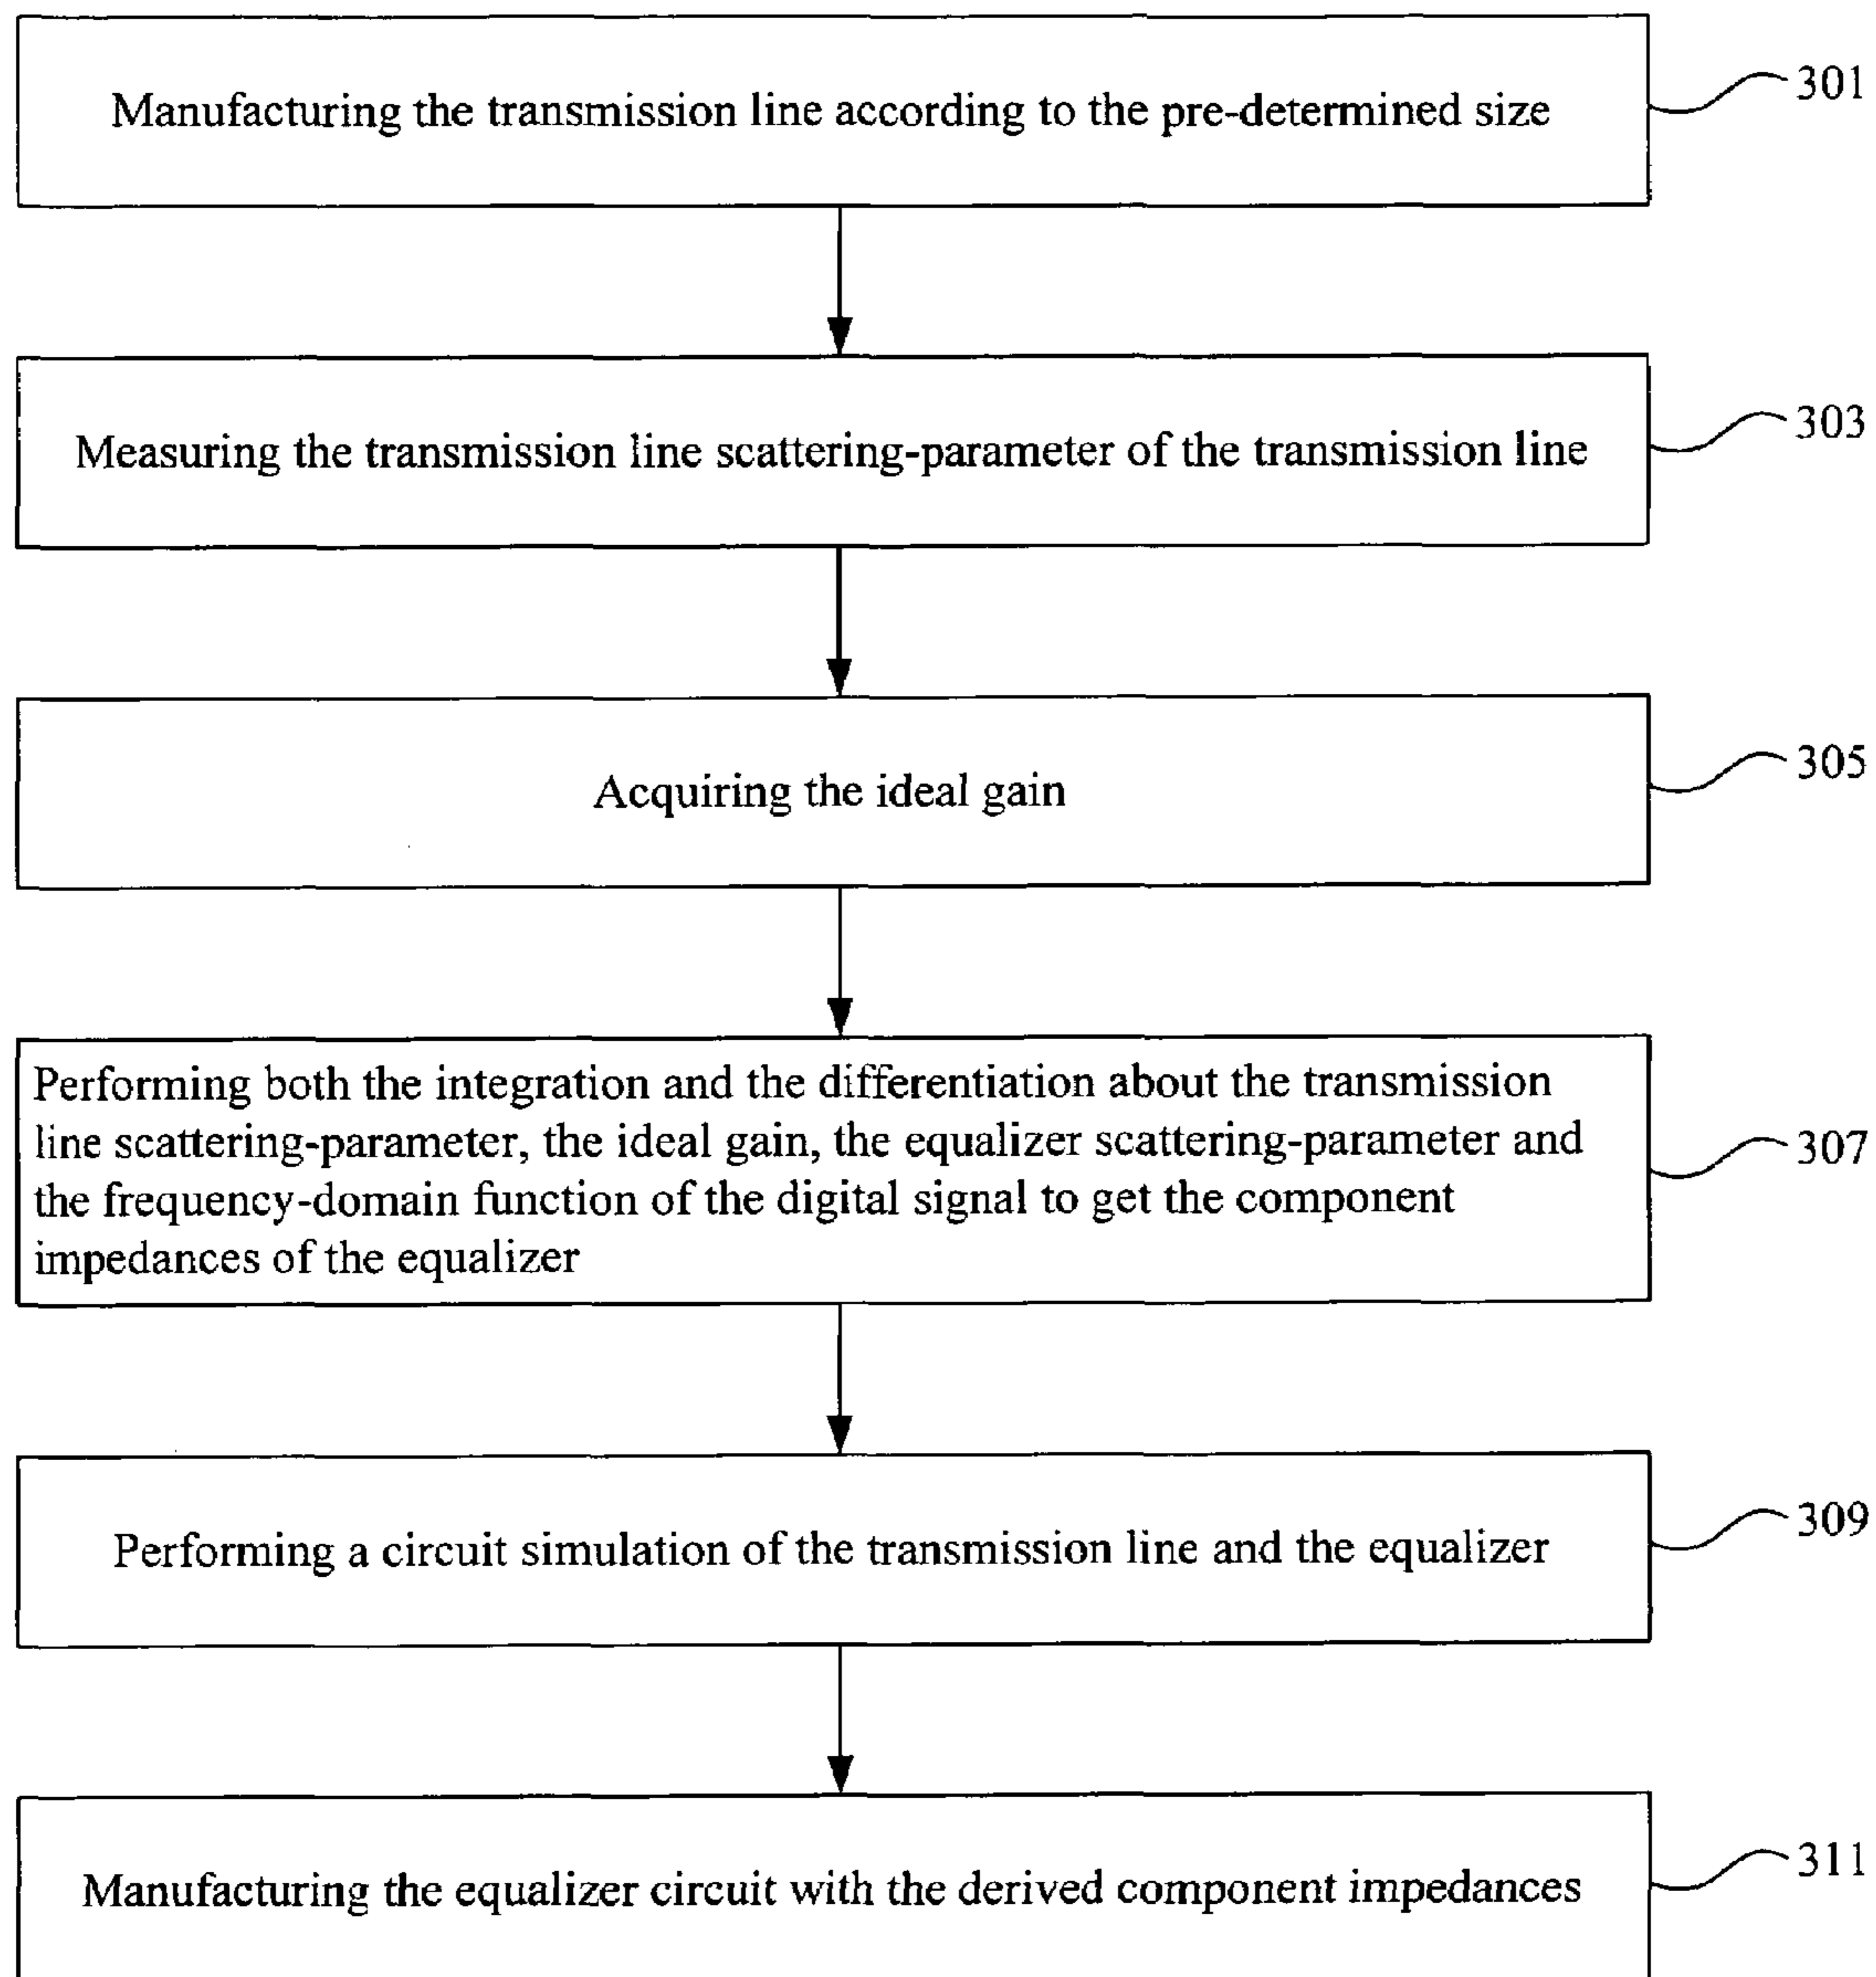 Manufacturing the transmission line according to the pre-determined size
301
Measuring the transmission line scattering-parameter of the transmission line
303
Acquiring the ideal gain
305
Performing both the integration and the differentiation about the transmission
line scattering-parameter, the ideal gain, the equalizer scattering-parameter and
the frequency-domain function of the digital signal to get the component
impedances of the equalizer
307
Performing a circuit simulation of the transmission line and the equalizer
309
Manufacturing the equalizer circuit with the derived component impedances
311